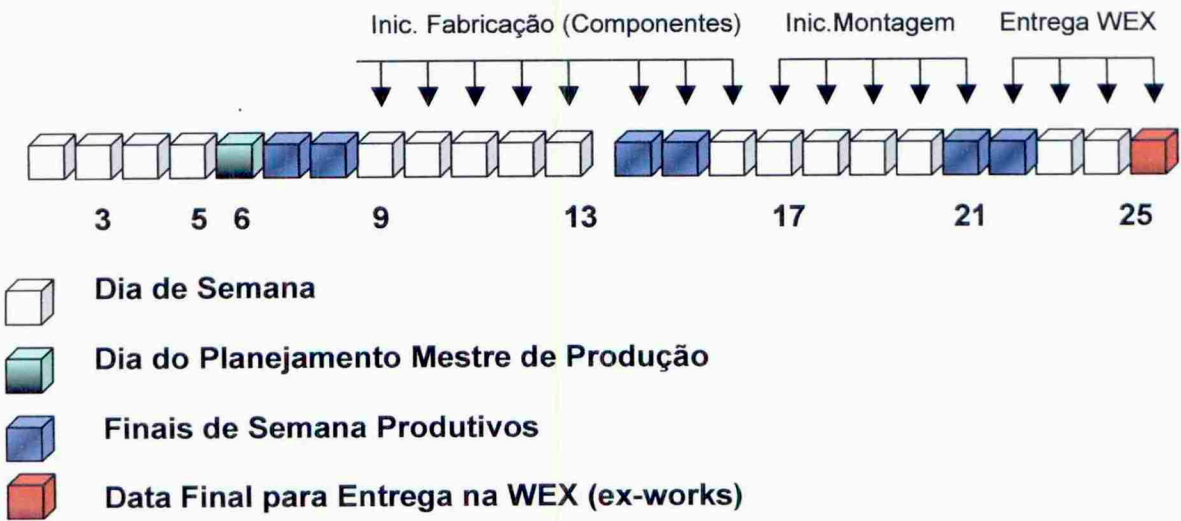 Inic. Fabricação (Componentes) Inic.Montagem Entrega WEX
3 5 6 9 13 17 21 25
Dia de Semana
Dia do Planejamento Mestre de Produção
Finais de Semana Produtivos
Data Final para Entrega na WEX (ex-works)